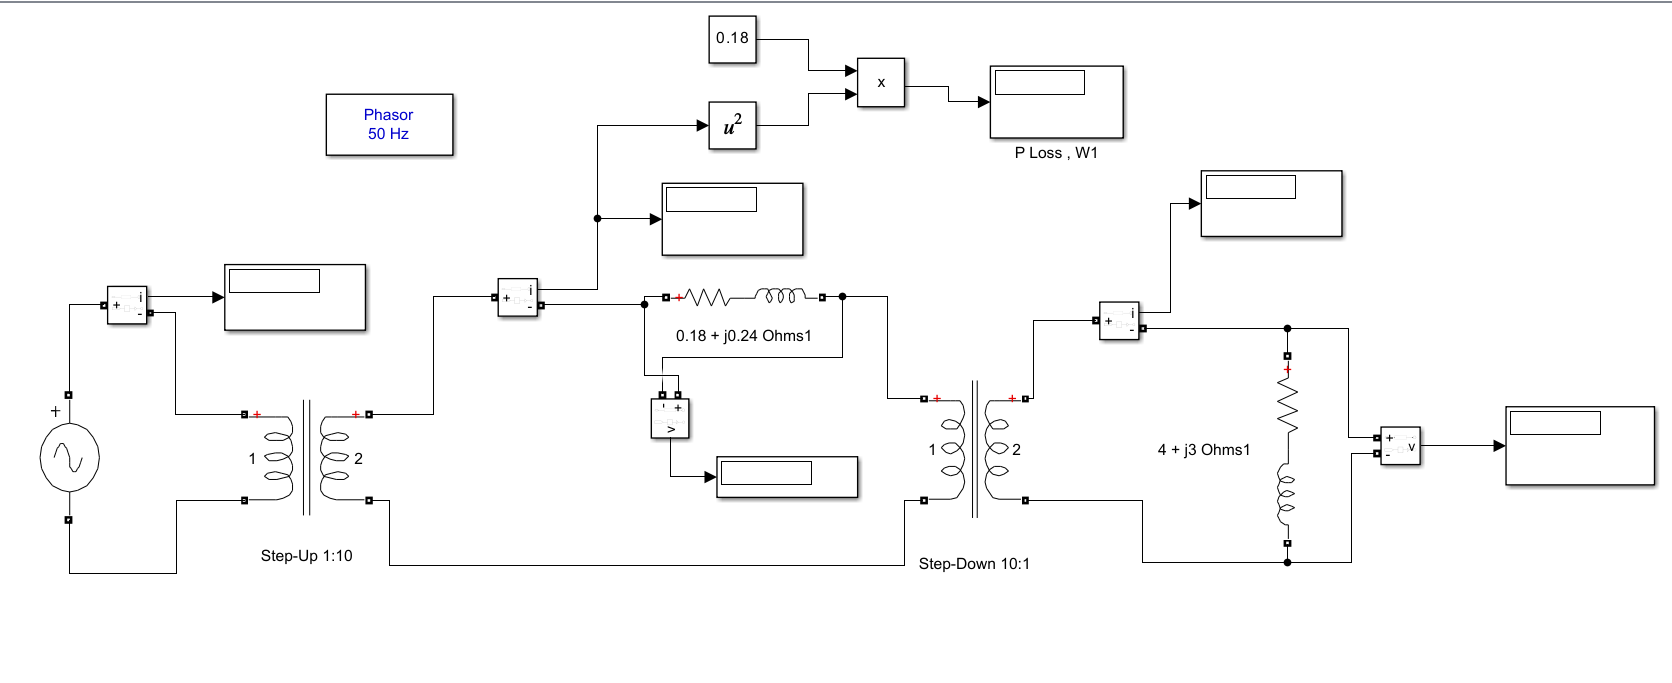 0.18
x
Phasor
50 Hz
u²
P Loss , W1
i
+
-
i
+
-
+
0.18 + j0.24 Ohms1
i
+
-
+
+
+
1
2
- +
v
+
+
1
2
+
4 + j3 Ohms1
+
-
v
Step-Up 1:10
Step-Down 10:1